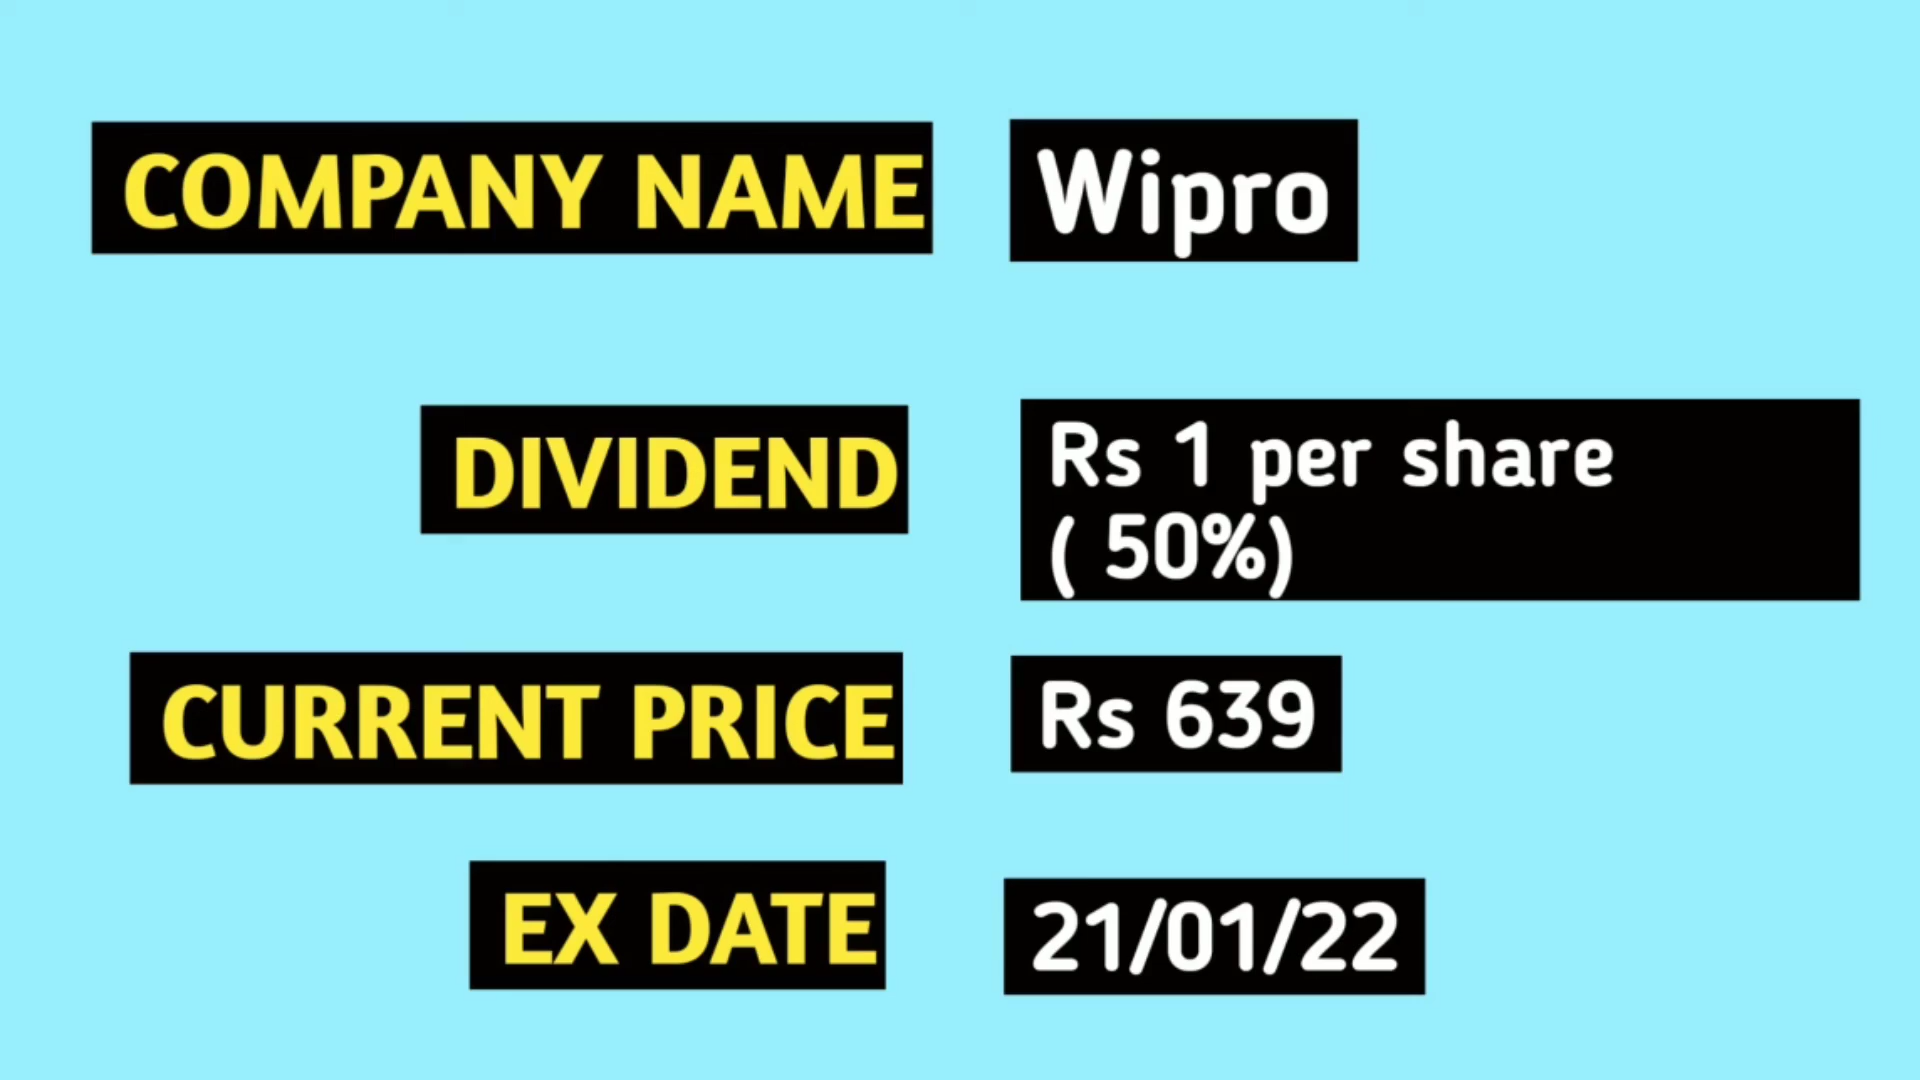 COMPANY NAME
Wipro
DIVIDEND
Rs 1 per share
( 50%)
CURRENT PRICE
Rs 639
EX DATE
21/01/22